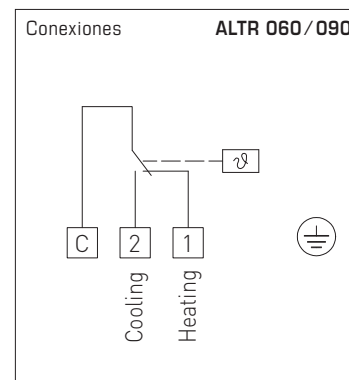 Conexiones ALTR 060/090
ϑ
C 2 1
Cooling
Heating